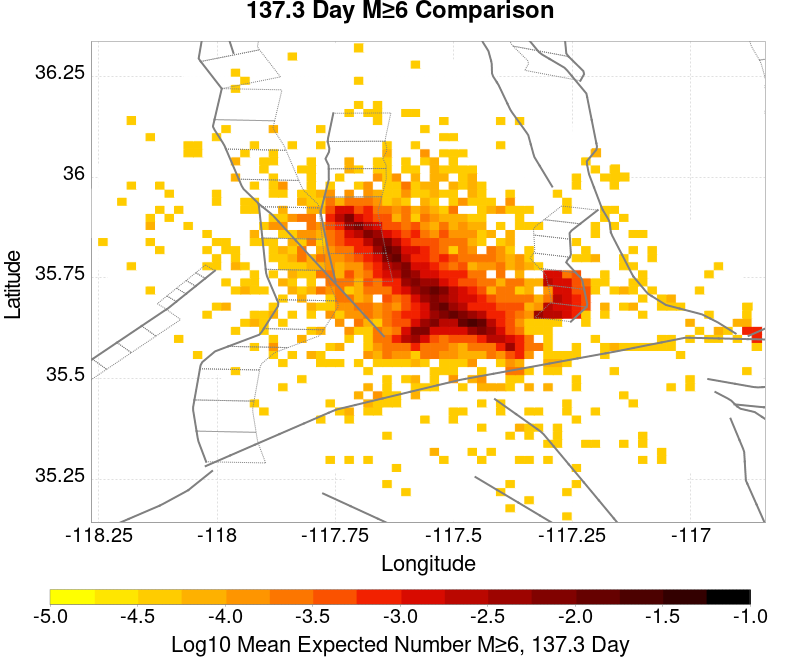 137.3 Day M≥6 Comparison
36.25
36
35.75
35.5
35.25
Latitude
-118.25 -118 -117.75 -117.5 -117.25 -117
Longitude
-5.0 -4.5 -4.0 -3.5 -3.0 -2.5 -2.0 -1.5 -1.0
Log10 Mean Expected Number M≥6, 137.3 Day